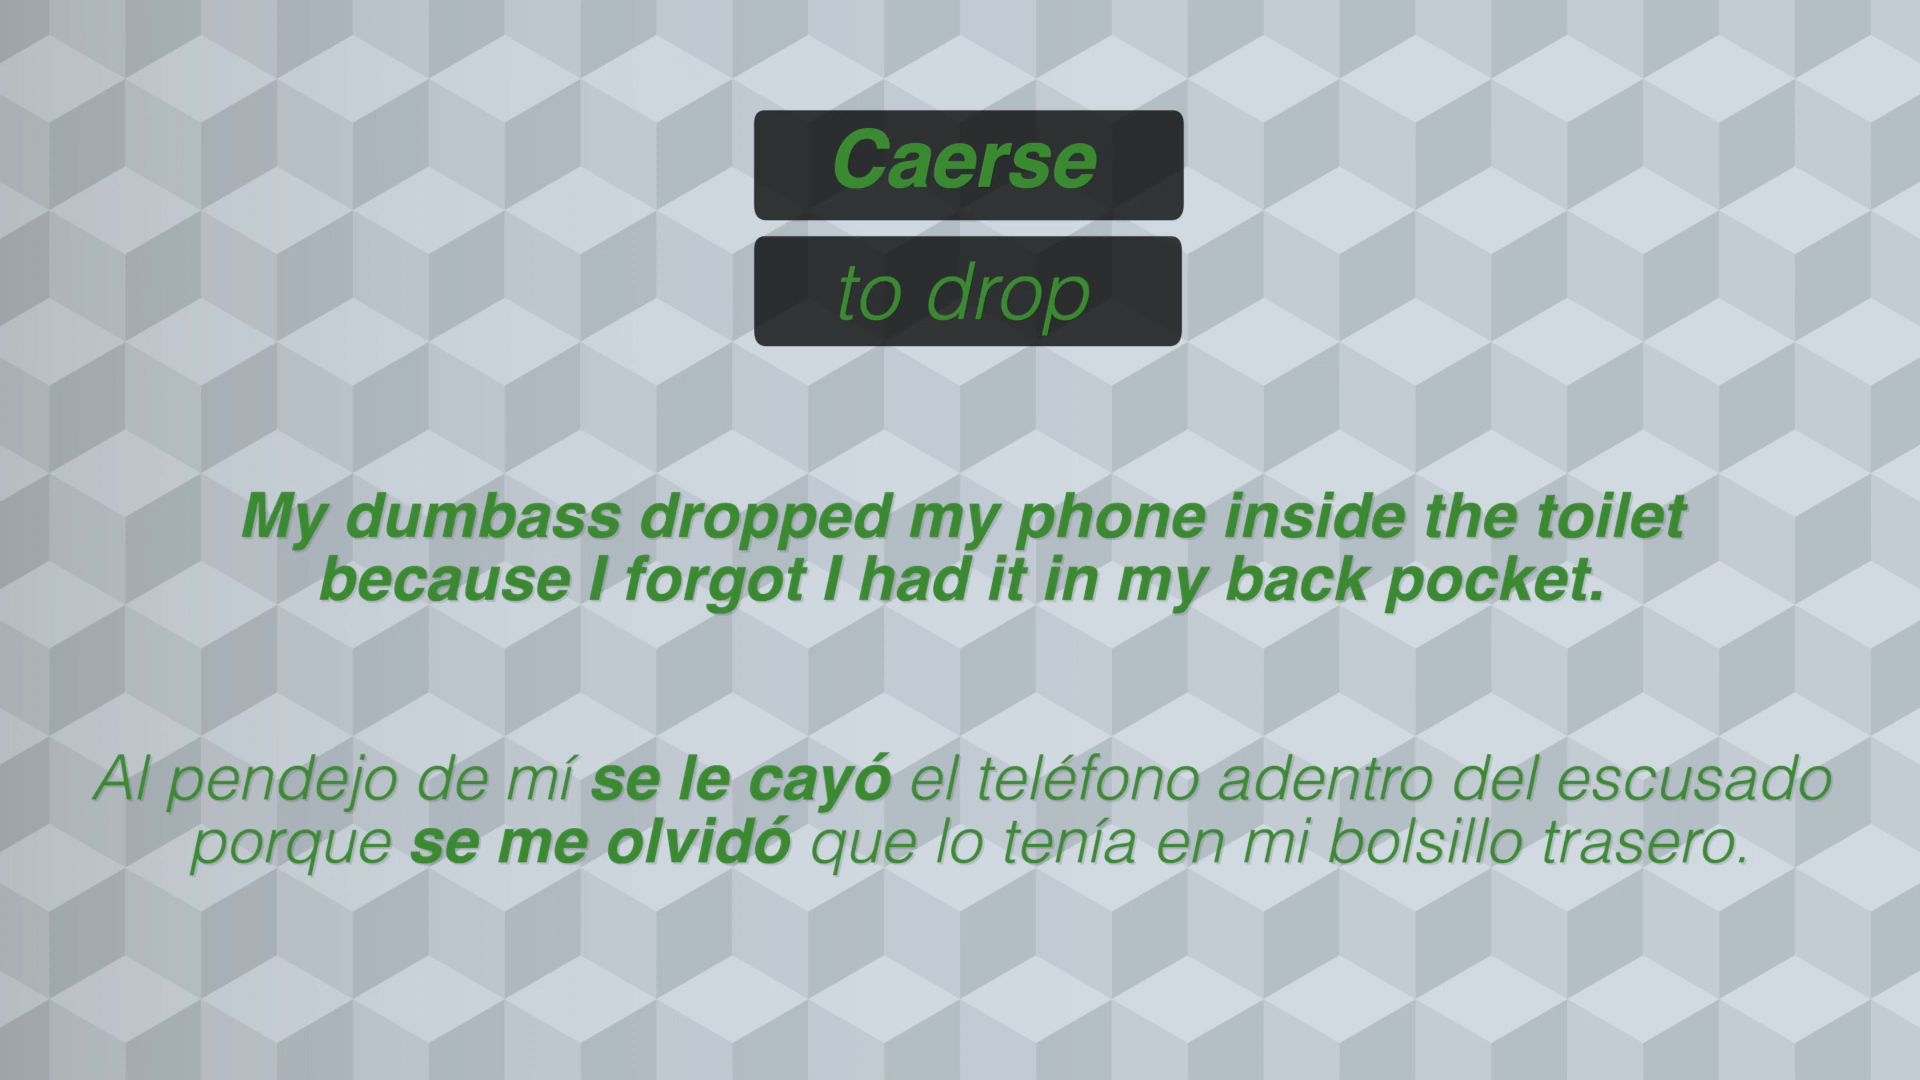 Caerse
to drop
My dumbass dropped my phone inside the toilet
because I forgot I had it in my back pocket.
Al pendejo de mí se le cayó el teléfono adentro del escusado
porque se me olvidó que lo tenía en mi bolsillo trasero.